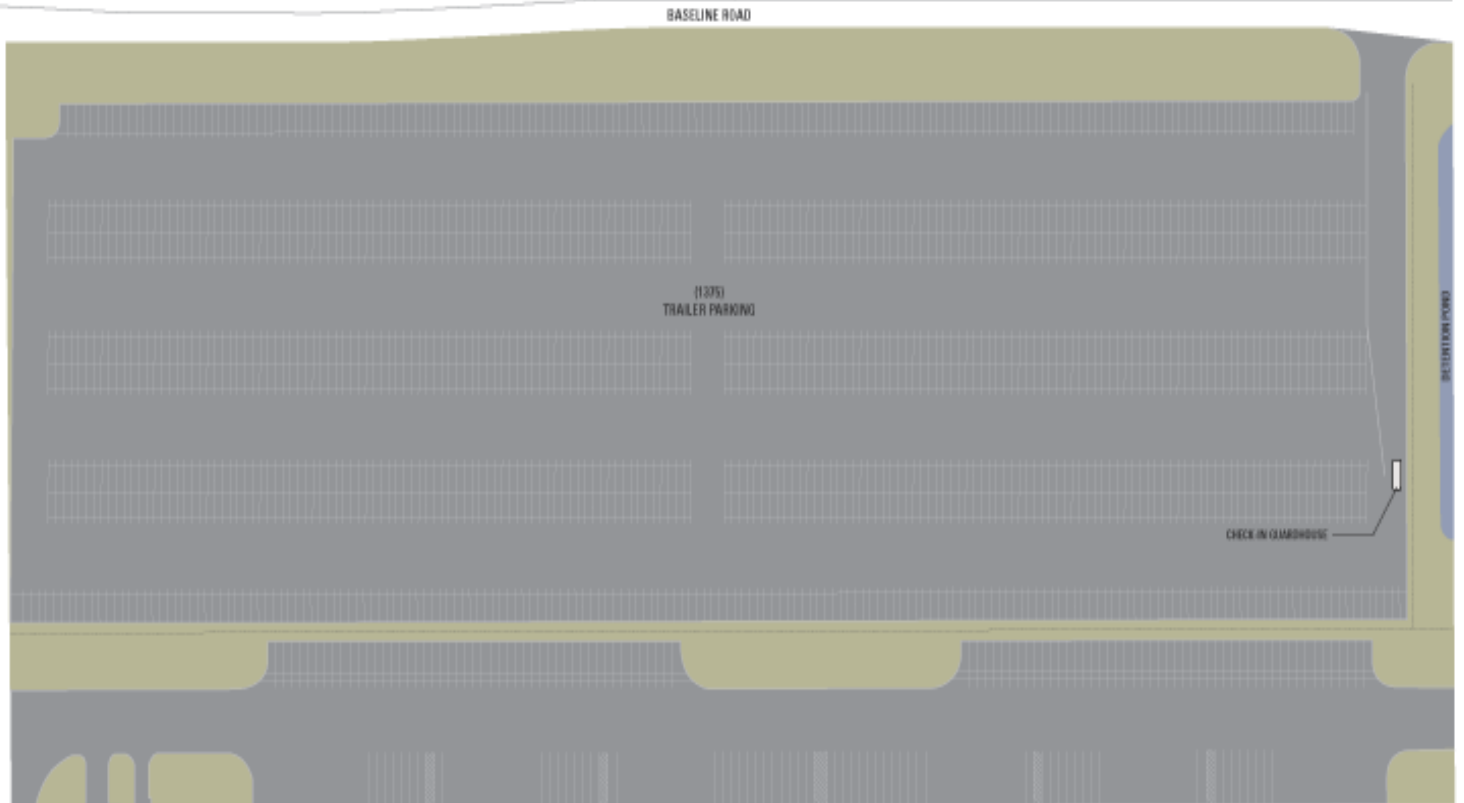 BASELINE ROAD
(1375)
TRAILER PARKING
DETENTION POND
CHECK-IN GUARDHOUSE